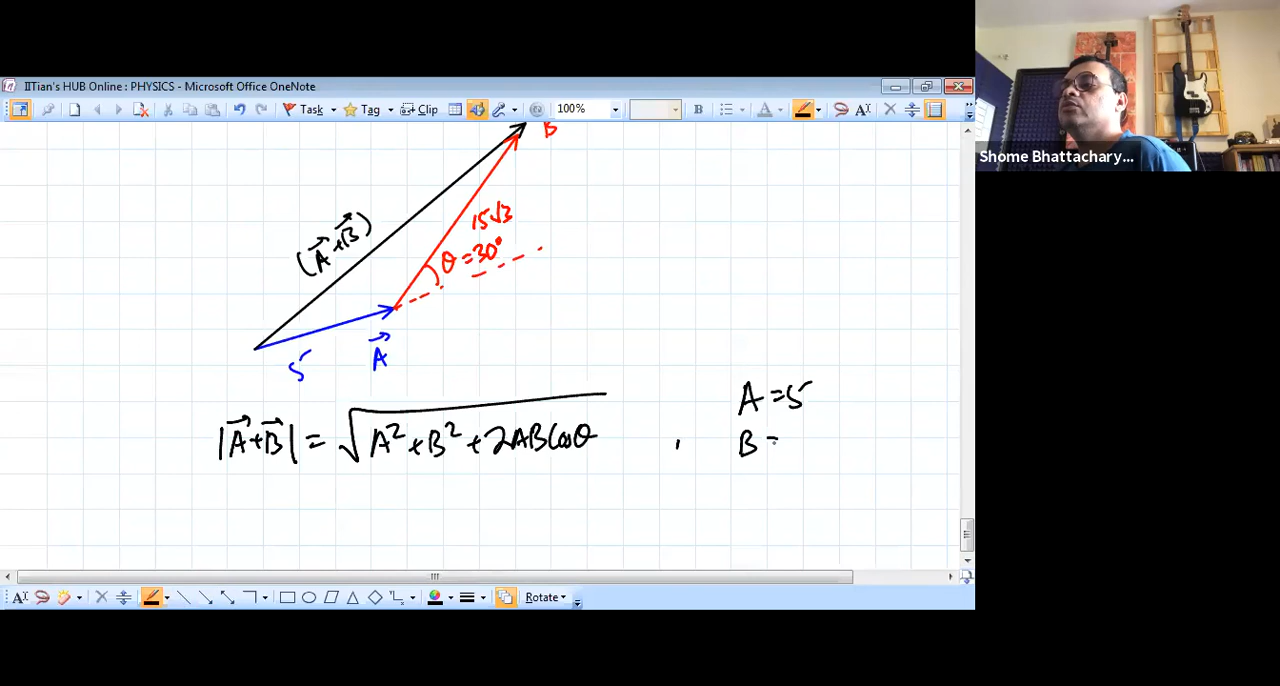 IITian's HUB Online : PHYSICS - Microsoft Office OneNote
Task Tag Clip 100% B A
B
15√3
(A⃗+B⃗)
θ=30°
5 A⃗
A=5
|A⃗+B⃗| = √(A²+B²+2ABCosθ) , B=
Rotate
Shome Bhattachary...